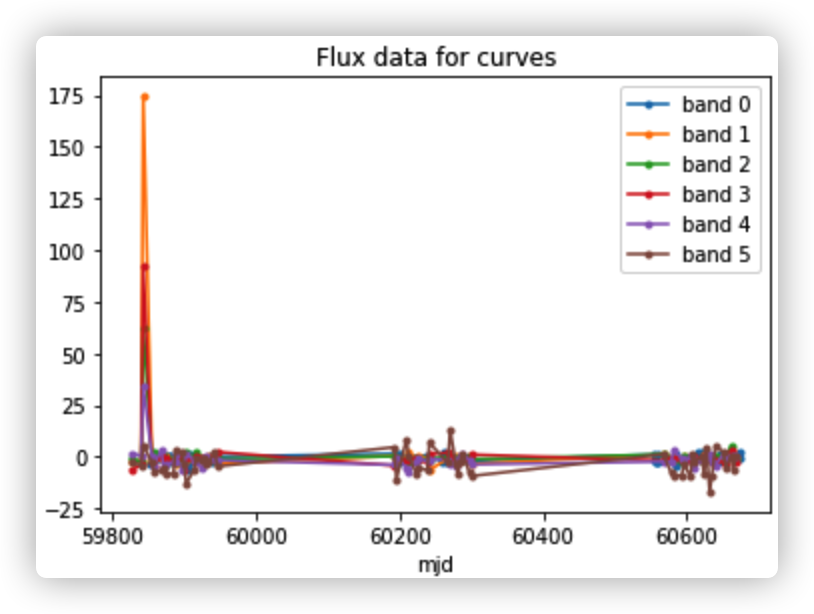 Flux data for curves
175
150
125
100
75
50
25
0
−25
59800 60000 60200 60400 60600
mjd
band 0
band 1
band 2
band 3
band 4
band 5